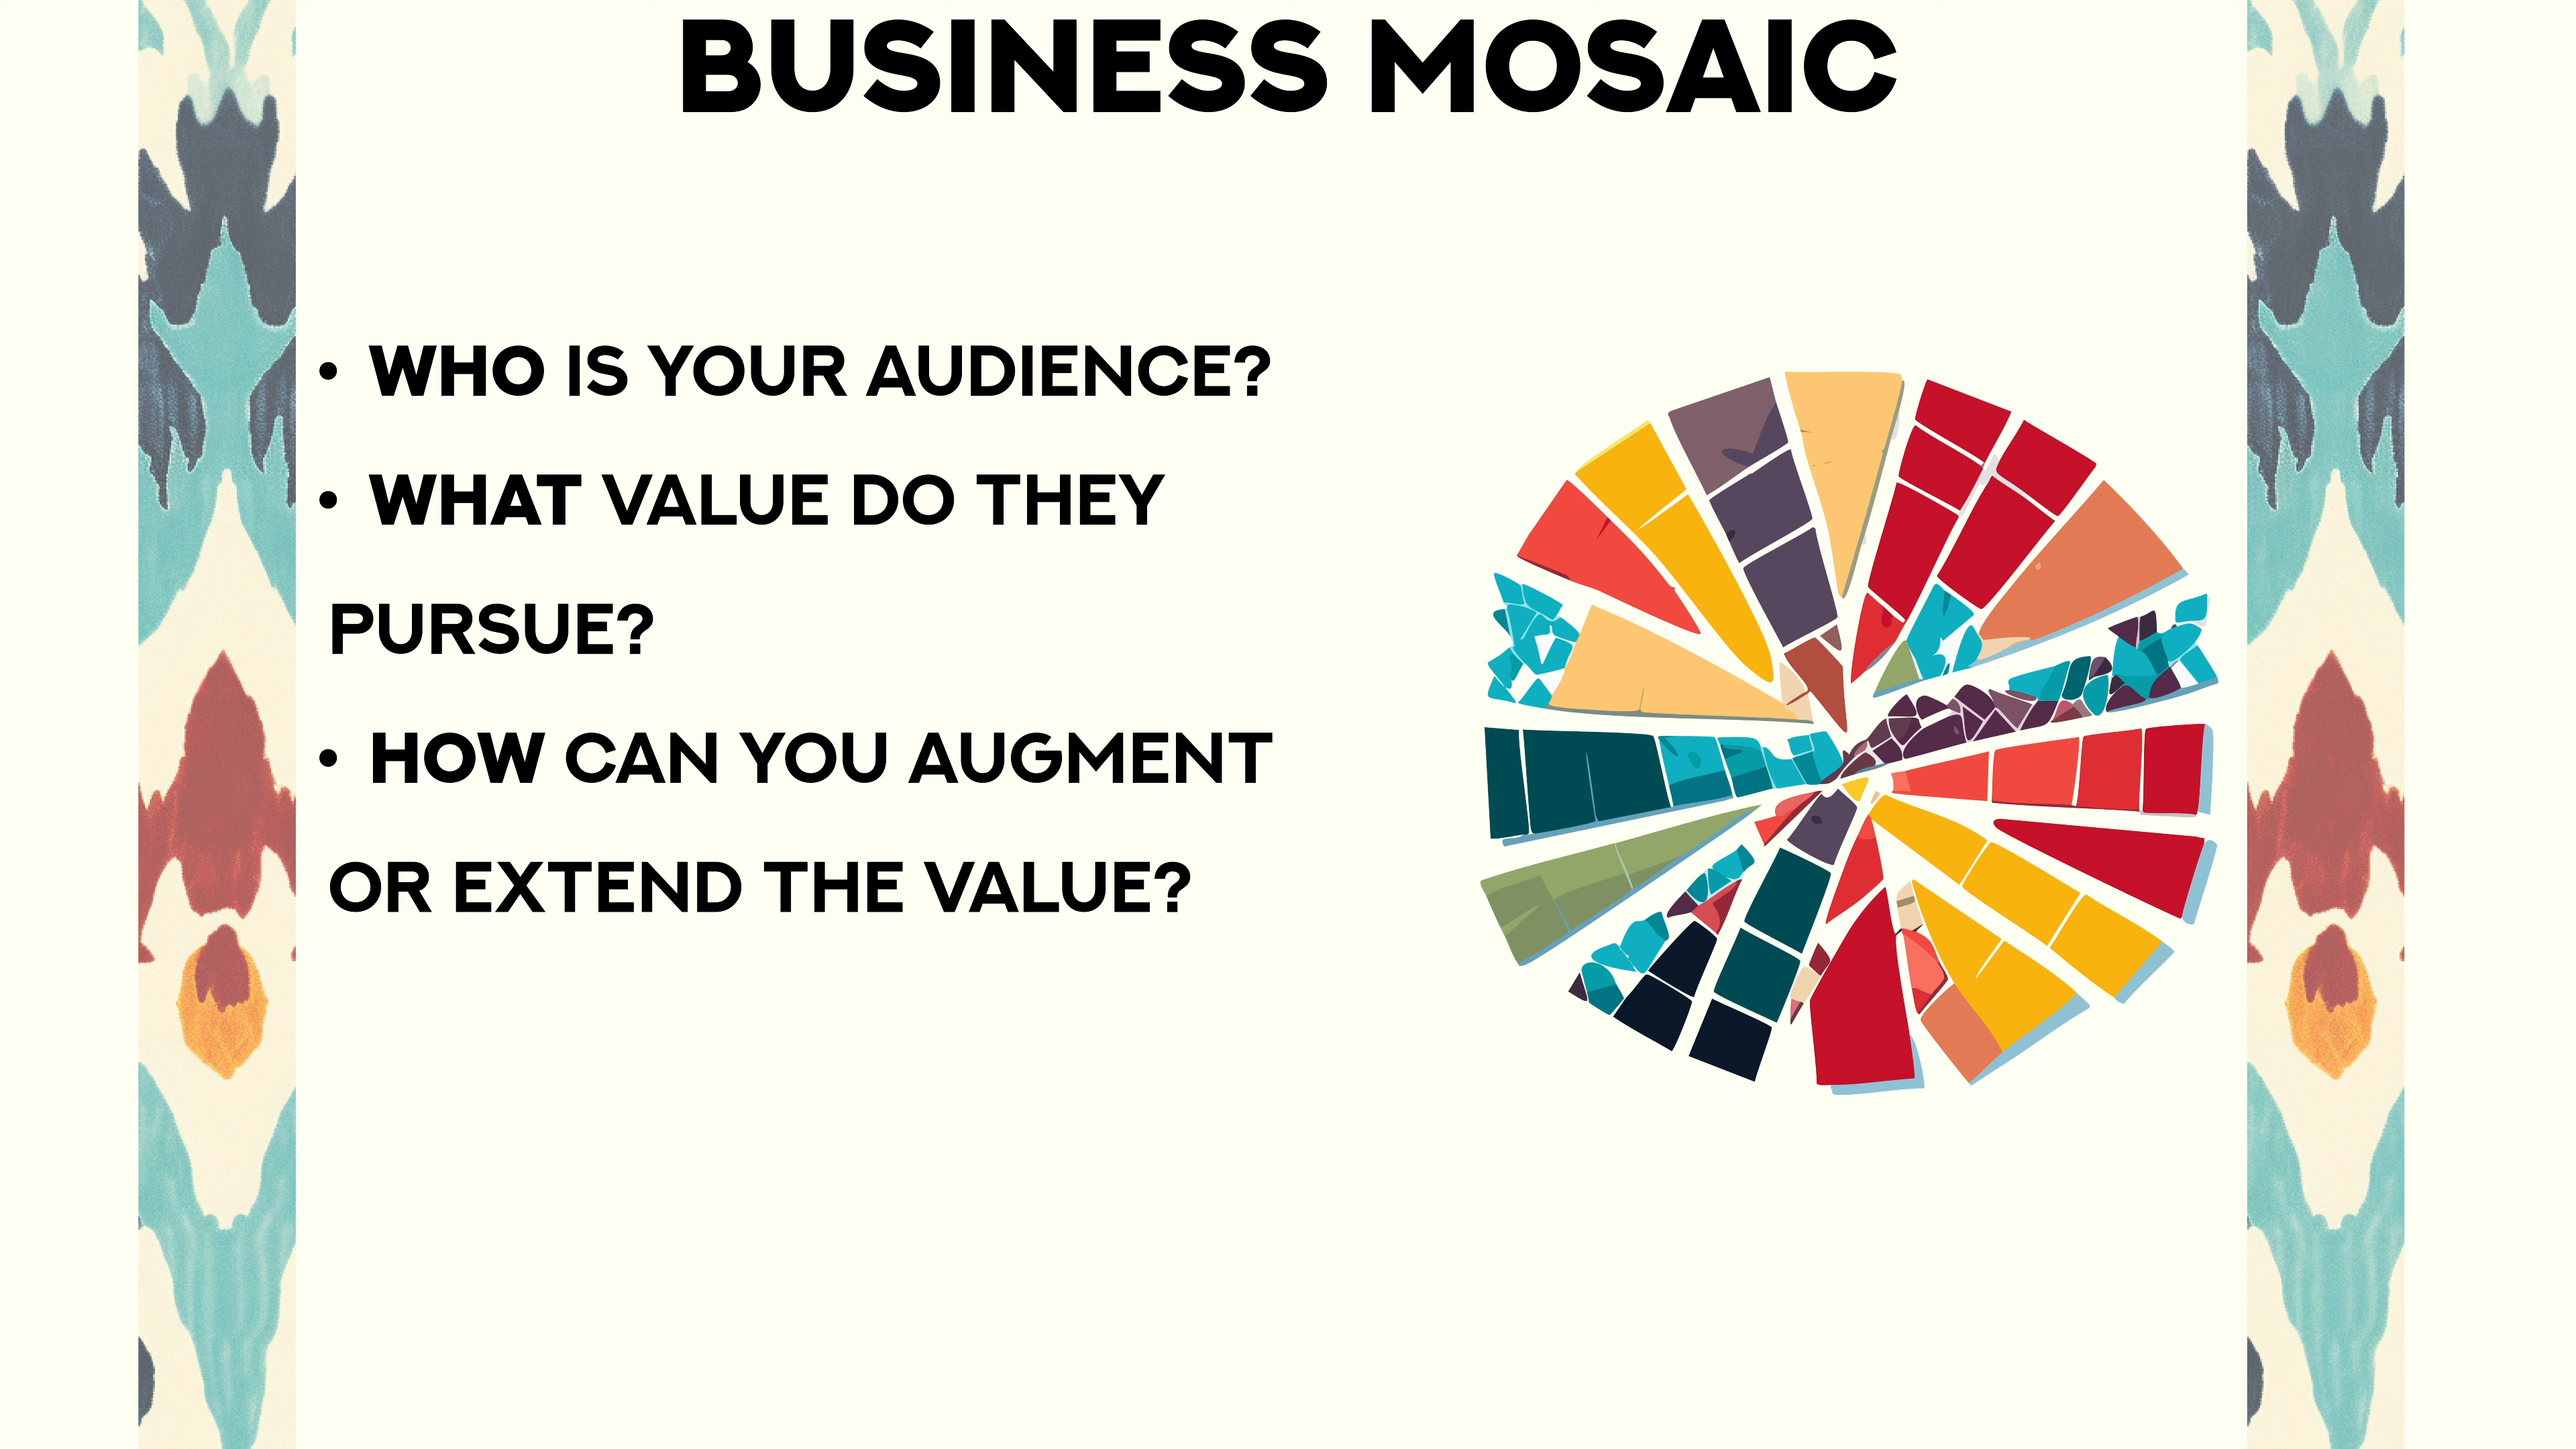 BUSINESS MOSAIC
• WHO IS YOUR AUDIENCE?
• WHAT VALUE DO THEY
PURSUE?
• HOW CAN YOU AUGMENT
OR EXTEND THE VALUE?